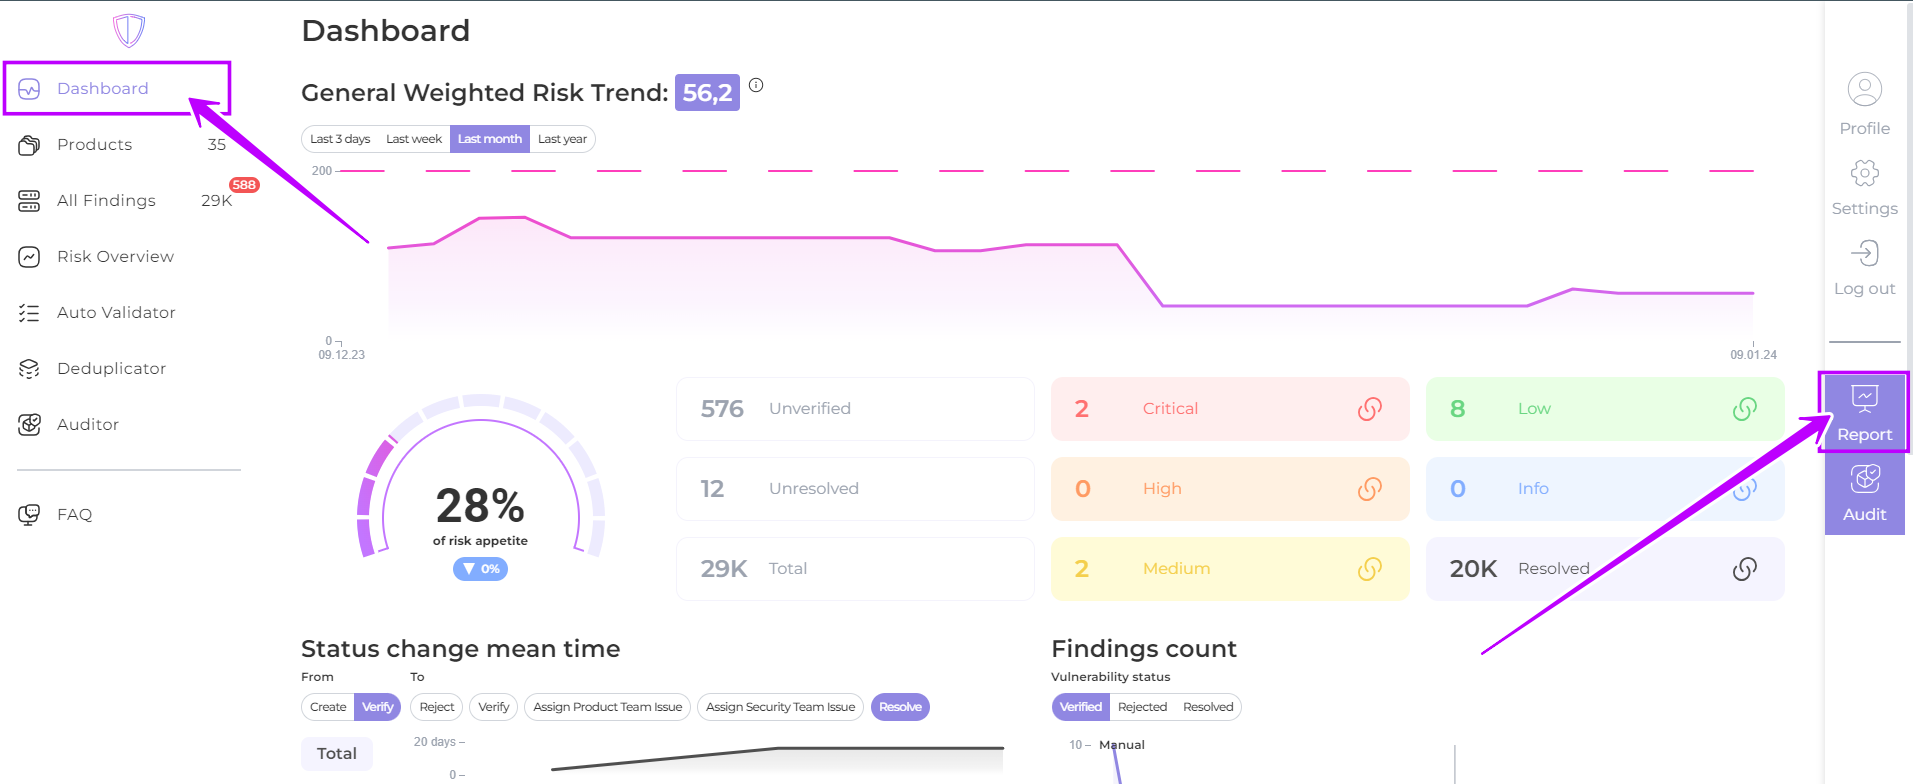 Dashboard
Products 35
588
All Findings 29K
Risk Overview
Auto Validator
Deduplicator
Auditor
FAQ
Dashboard
General Weighted Risk Trend: 56,2
Last 3 days Last week Last month Last year
200
0
09.12.23 09.01.24
28%
of risk appetite
▼ 0%
576 Unverified
12 Unresolved
29K Total
2 Critical
0 High
2 Medium
8 Low
0 Info
20K Resolved
Status change mean time
From To
Create Verify Reject Verify Assign Product Team Issue Assign Security Team Issue Resolve
Total
20 days
0
Findings count
Vulnerability status
Verified Rejected Resolved
10 Manual
Profile
Settings
Log out
Report
Audit